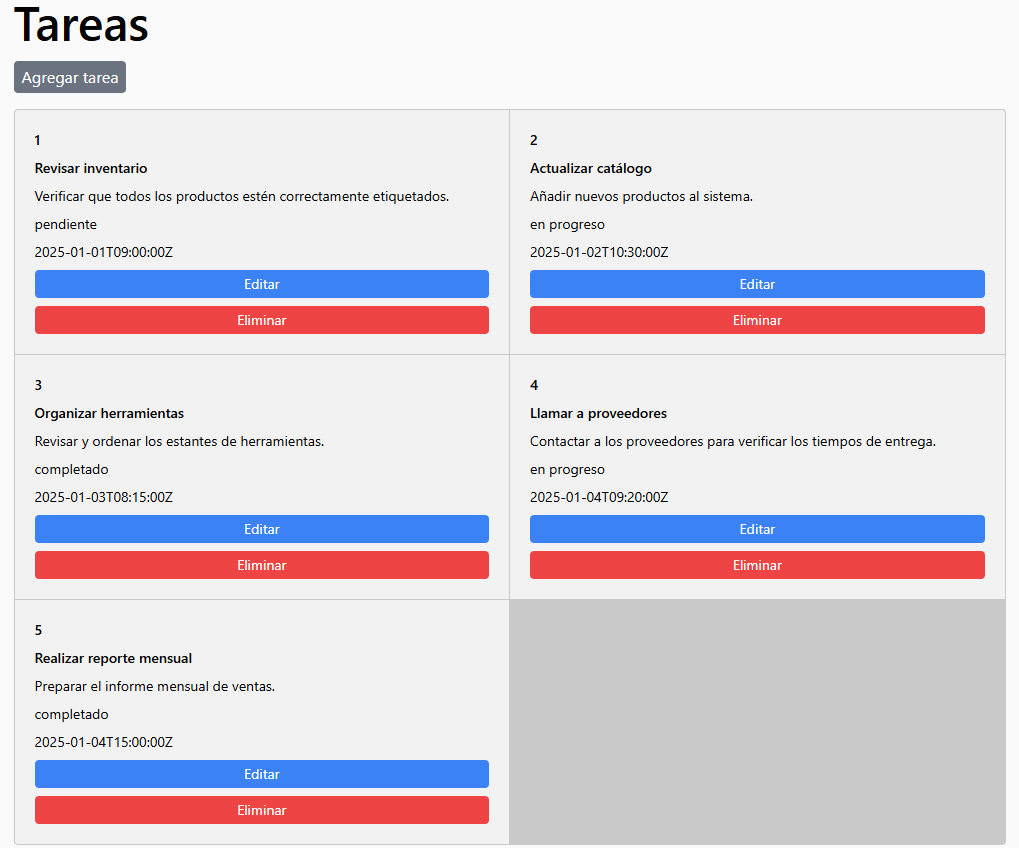 Tareas
Agregar tarea
1
Revisar inventario
Verificar que todos los productos estén correctamente etiquetados.
pendiente
2025-01-01T09:00:00Z
Editar
Eliminar
2
Actualizar catálogo
Añadir nuevos productos al sistema.
en progreso
2025-01-02T10:30:00Z
Editar
Eliminar
3
Organizar herramientas
Revisar y ordenar los estantes de herramientas.
completado
2025-01-03T08:15:00Z
Editar
Eliminar
4
Llamar a proveedores
Contactar a los proveedores para verificar los tiempos de entrega.
en progreso
2025-01-04T09:20:00Z
Editar
Eliminar
5
Realizar reporte mensual
Preparar el informe mensual de ventas.
completado
2025-01-04T15:00:00Z
Editar
Eliminar